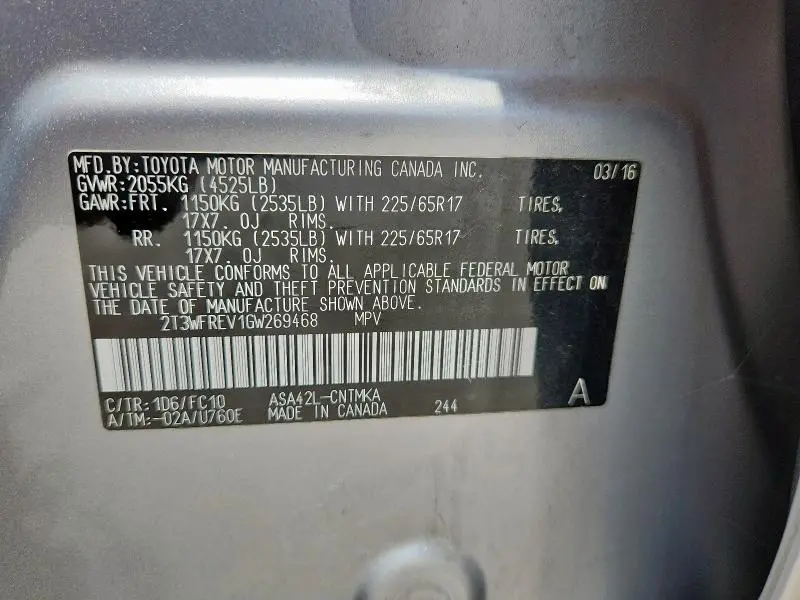 MFD.BY:TOYOTA MOTOR MANUFACTURING CANADA INC. 03/16
GVWR:2055KG (4525LB)
GAWR:FRT. 1150KG (2535LB) WITH 225/65R17 TIRES,
17X7.0J RIMS.
RR. 1150KG (2535LB) WITH 225/65R17 TIRES,
17X7.0J RIMS.
THIS VEHICLE CONFORMS TO ALL APPLICABLE FEDERAL MOTOR
VEHICLE SAFETY AND THEFT PREVENTION STANDARDS IN EFFECT ON
THE DATE OF MANUFACTURE SHOWN ABOVE.
2T3WFREV1GW269468 MPV
C/TR:1D6/FC10 ASA42L-CNTMKA A
A/TM:-02A/U760E MADE IN CANADA 244